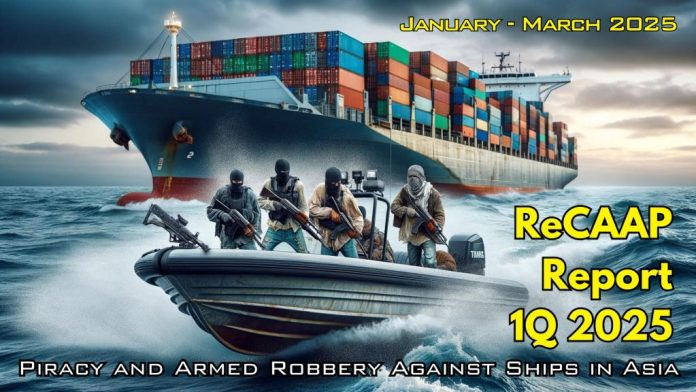 January - March 2025
ReCAAP
Report
1Q 2025
Piracy and Armed Robbery Against Ships in Asia